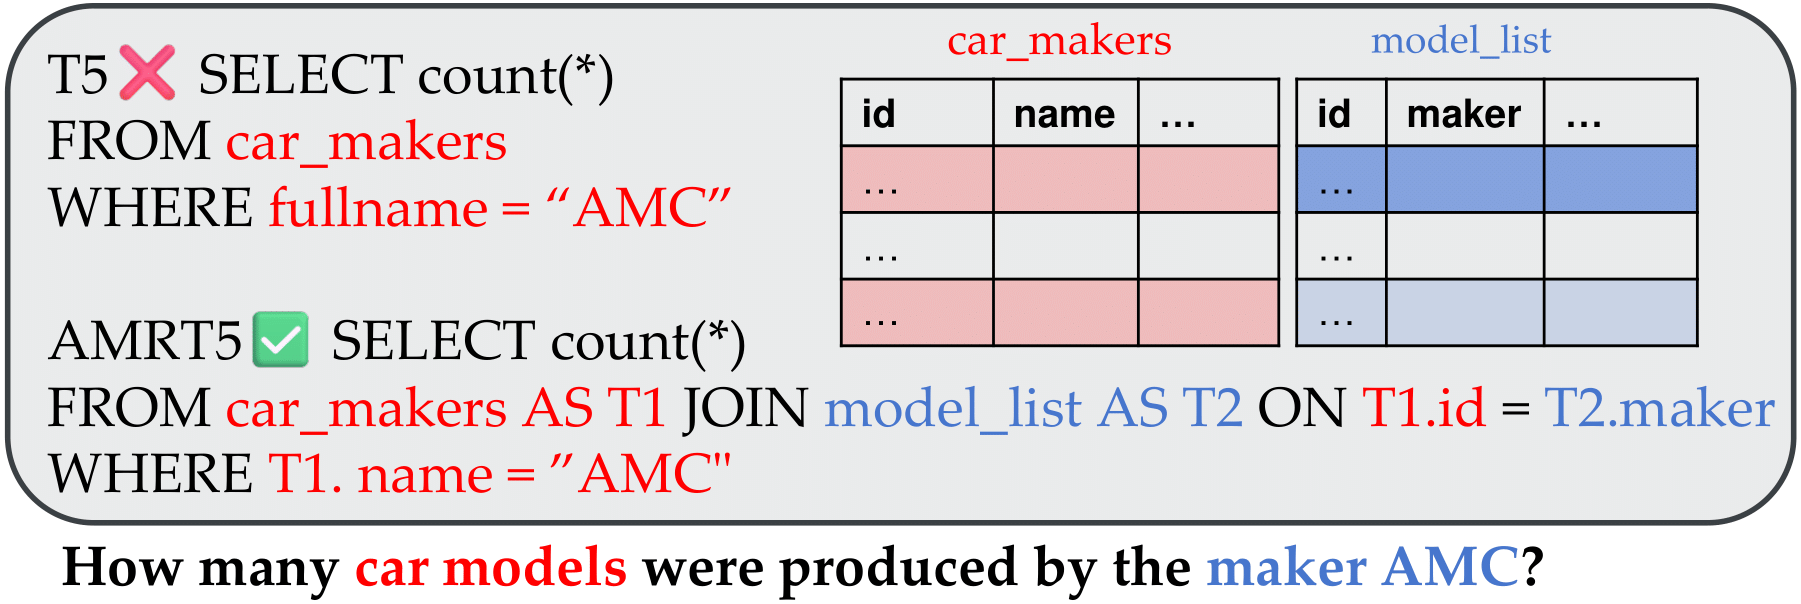 T5❌ SELECT count(*)
FROM car_makers
WHERE fullname = “AMC”
AMRT5✅ SELECT count(*)
FROM car_makers AS T1 JOIN model_list AS T2 ON T1.id = T2.maker
WHERE T1. name = ”AMC"
car_makers
id name ...
...
...
...
model_list
id maker ...
...
...
...
How many car models were produced by the maker AMC?